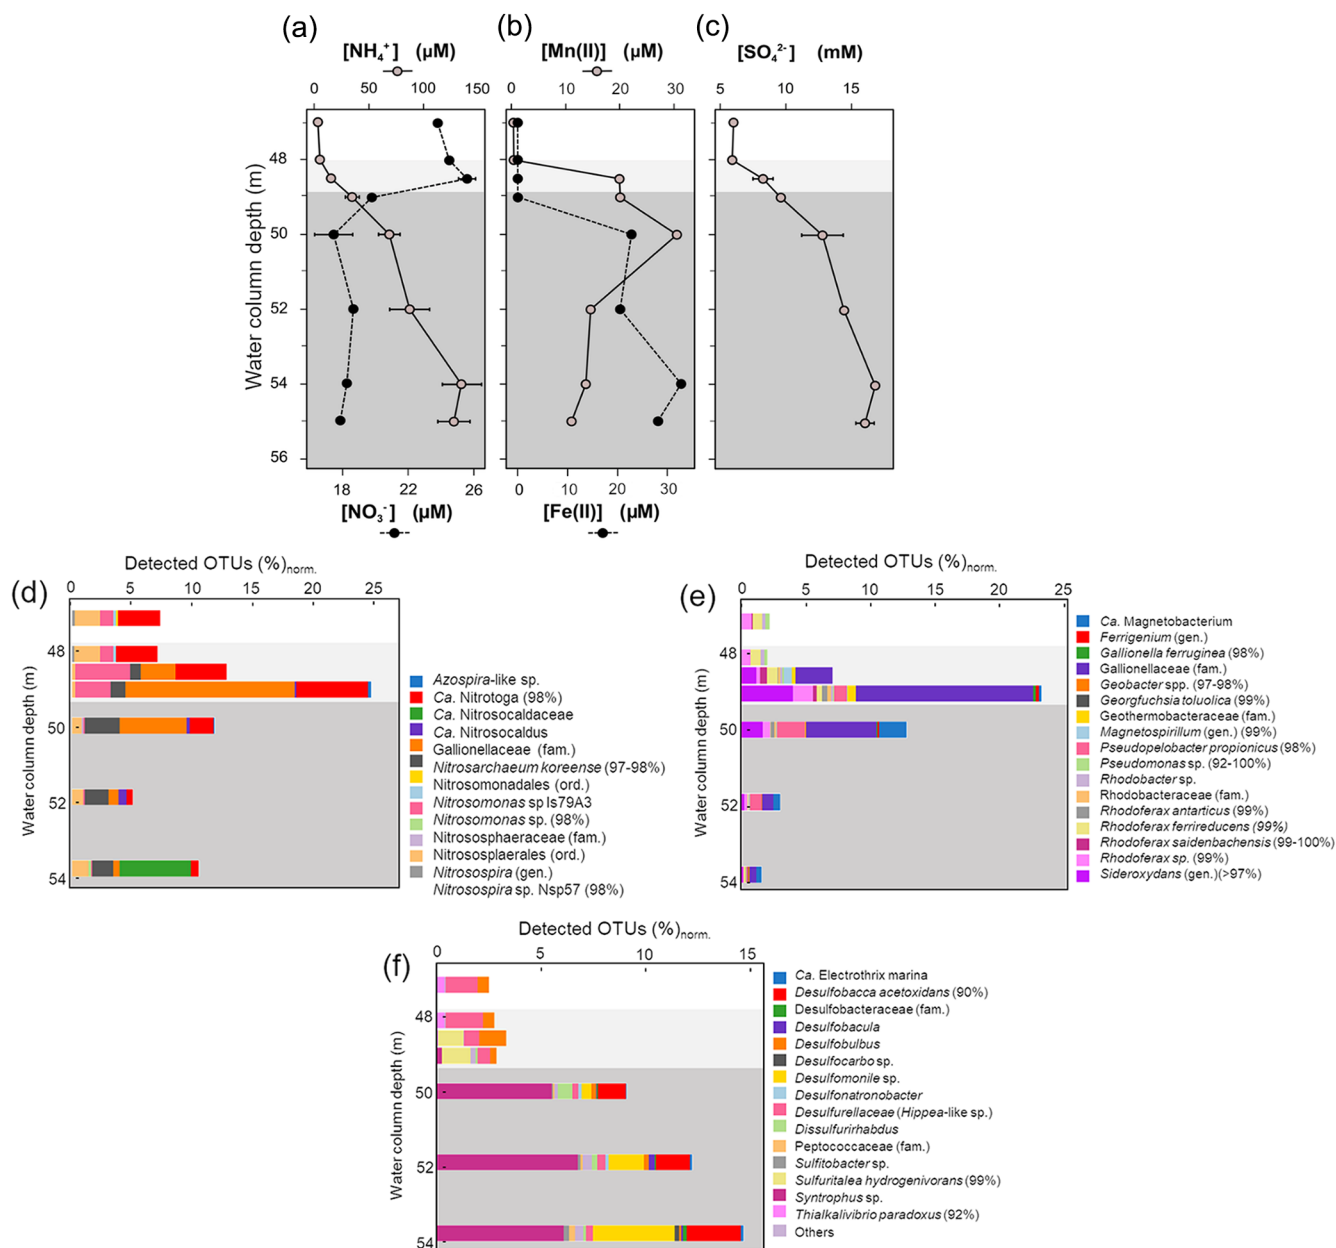 (a) (b) (c)
[NH₄⁺] (µM) [Mn(II)] (µM) [SO₄²⁻] (mM)
0 50 100 150 0 10 20 30 5 10 15
Water column depth (m)
48
50
52
54
56
18 22 26 0 10 20 30
[NO₃⁻] (µM) [Fe(II)] (µM)
(d)
Detected OTUs (%)norm.
0 5 10 15 20 25
Water column depth (m)
48
50
52
54
Azospira-like sp.
Ca. Nitrotoga (98%)
Ca. Nitrosocaldaceae
Ca. Nitrosocaldus
Gallionellaceae (fam.)
Nitrosarchaeum koreense (97-98%)
Nitrosomonadales (ord.)
Nitrosomonas sp Is79A3
Nitrosomonas sp. (98%)
Nitrososphaeraceae (fam.)
Nitrososplaerales (ord.)
Nitrosospira (gen.)
Nitrosospira sp. Nsp57 (98%)
(e)
Detected OTUs (%)norm.
0 5 10 15 20 25
Water column depth (m)
48
50
52
54
Ca. Magnetobacterium
Ferrigenium (gen.)
Gallionella ferruginea (98%)
Gallionellaceae (fam.)
Geobacter spp. (97-98%)
Georgfuchsia toluolica (99%)
Geothermobacteraceae (fam.)
Magnetospirillum (gen.) (99%)
Pseudopelobacter propionicus (98%)
Pseudomonas sp. (92-100%)
Rhodobacter sp.
Rhodobacteraceae (fam.)
Rhodoferax antarticus (99%)
Rhodoferax ferrireducens (99%)
Rhodoferax saidenbachensis (99-100%)
Rhodoferax sp. (99%)
Sideroxydans (gen.)(>97%)
(f)
Detected OTUs (%)norm.
0 5 10 15
Water column depth (m)
48
50
52
54
Ca. Electrothrix marina
Desulfobacca acetoxidans (90%)
Desulfobacteraceae (fam.)
Desulfobacula
Desulfobulbus
Desulfocarbo sp.
Desulfomonile sp.
Desulfonatronobacter
Desulfurellaceae (Hippea-like sp.)
Dissulfurirhabdus
Peptococcaceae (fam.)
Sulfitobacter sp.
Sulfuritalea hydrogenivorans (99%)
Syntrophus sp.
Thialkalivibrio paradoxus (92%)
Others